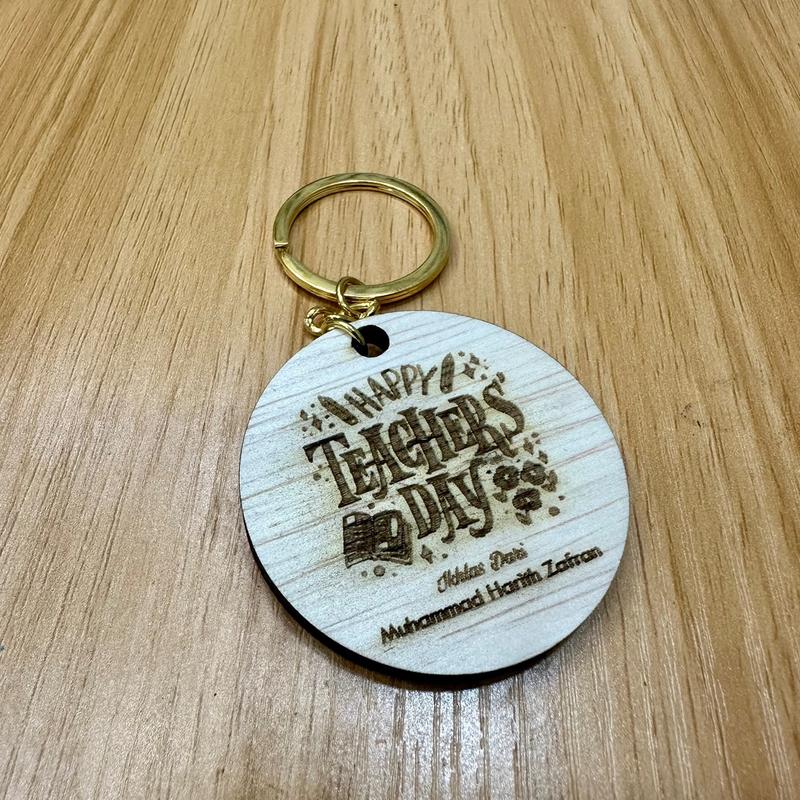 HAPPY
TEACHERS'
DAY
Ikhlas Dari
Muhammad Harith Zafran